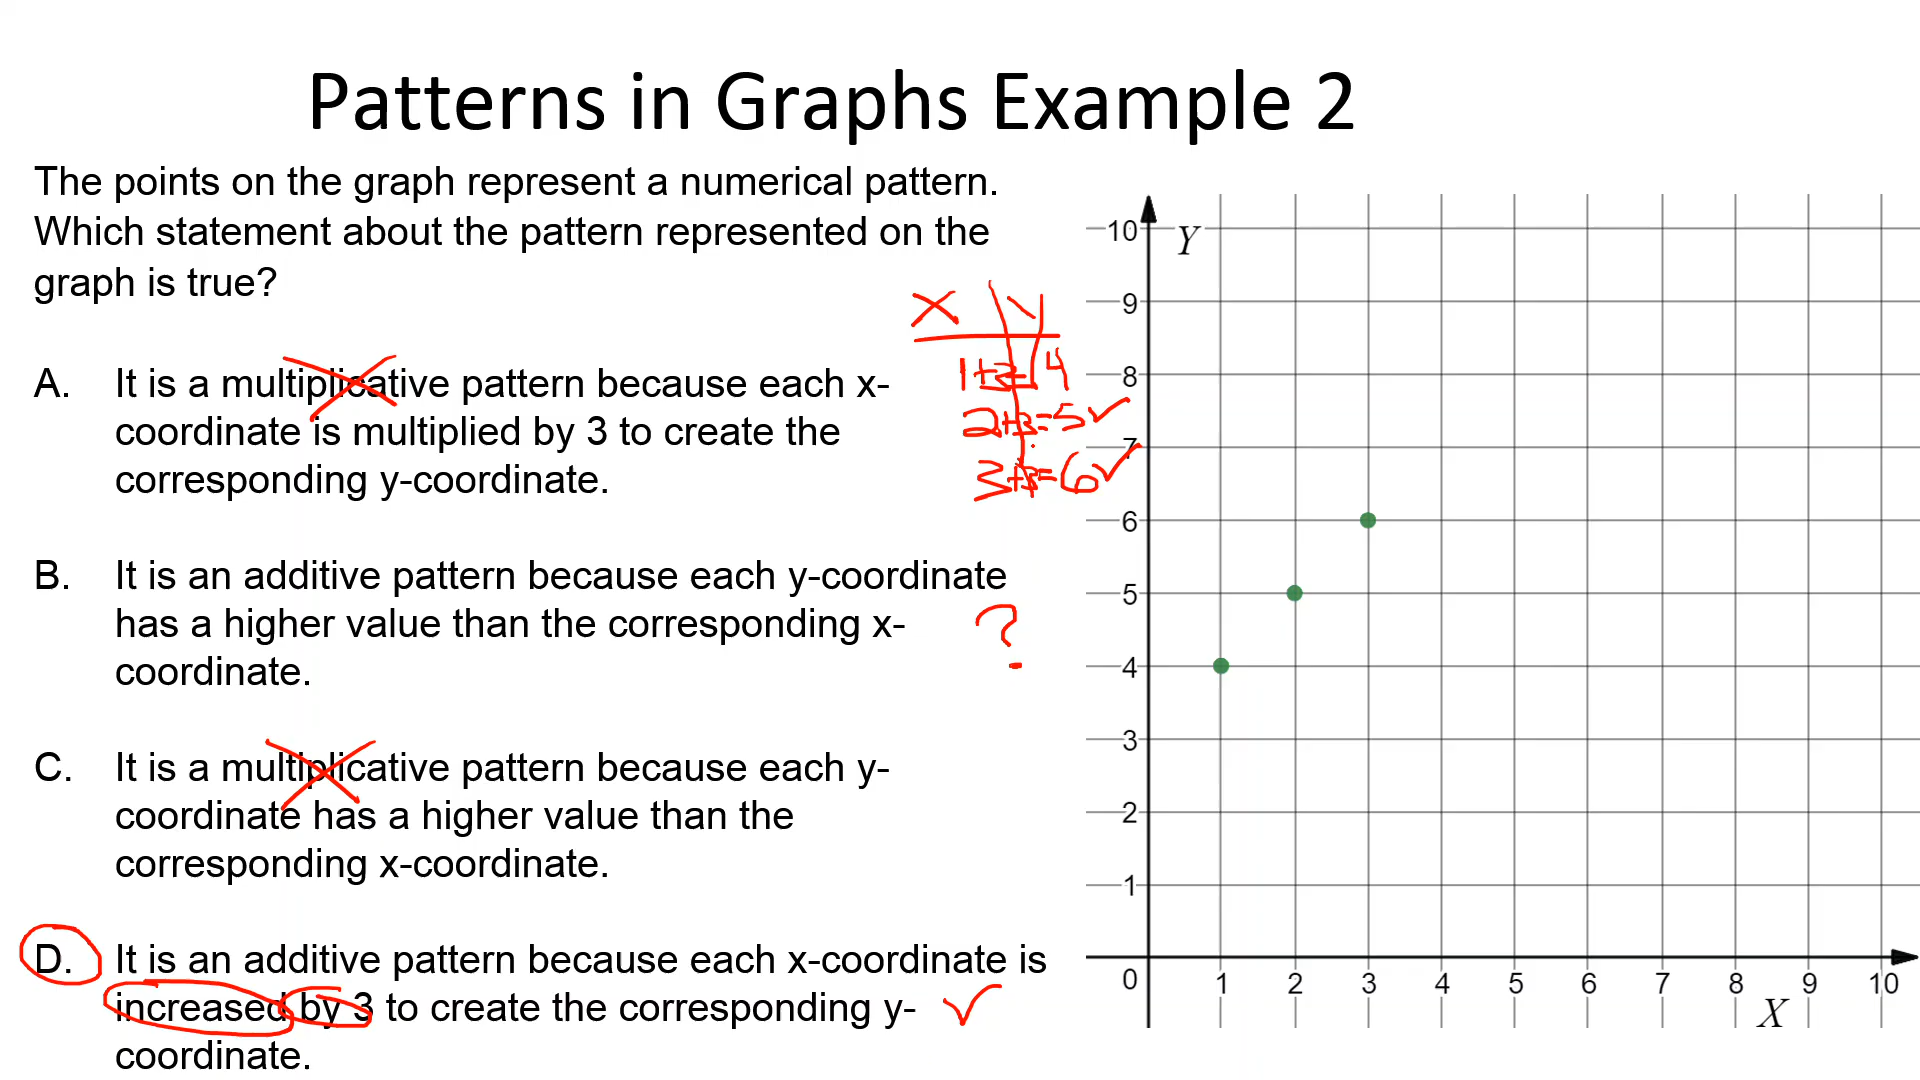 Patterns in Graphs Example 2
The points on the graph represent a numerical pattern.
Which statement about the pattern represented on the
graph is true?
A. It is a multiplicative pattern because each x-
coordinate is multiplied by 3 to create the
corresponding y-coordinate.
B. It is an additive pattern because each y-coordinate
has a higher value than the corresponding x-
coordinate.
?
C. It is a multiplicative pattern because each y-
coordinate has a higher value than the
corresponding x-coordinate.
D. It is an additive pattern because each x-coordinate is
increased by 3 to create the corresponding y-
coordinate.
X Y
1+3=4
2+3=5
3+3=6
Y
10
9
8
7
6
5
4
3
2
1
0 1 2 3 4 5 6 7 8 9 10
X